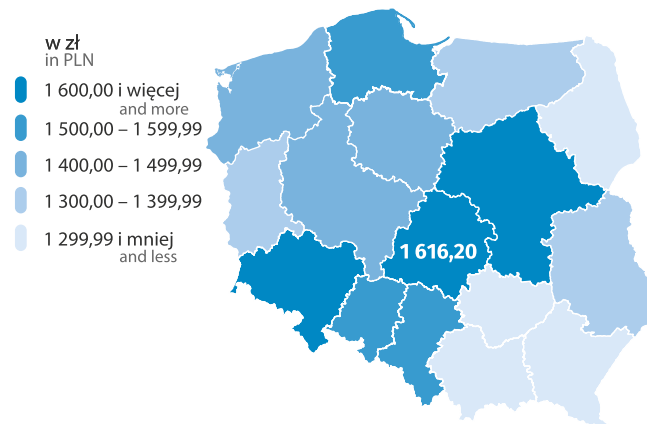 w zł
in PLN
1 600,00 i więcej
and more
1 500,00 – 1 599,99
1 400,00 – 1 499,99
1 300,00 – 1 399,99
1 299,99 i mniej
and less
1 616,20